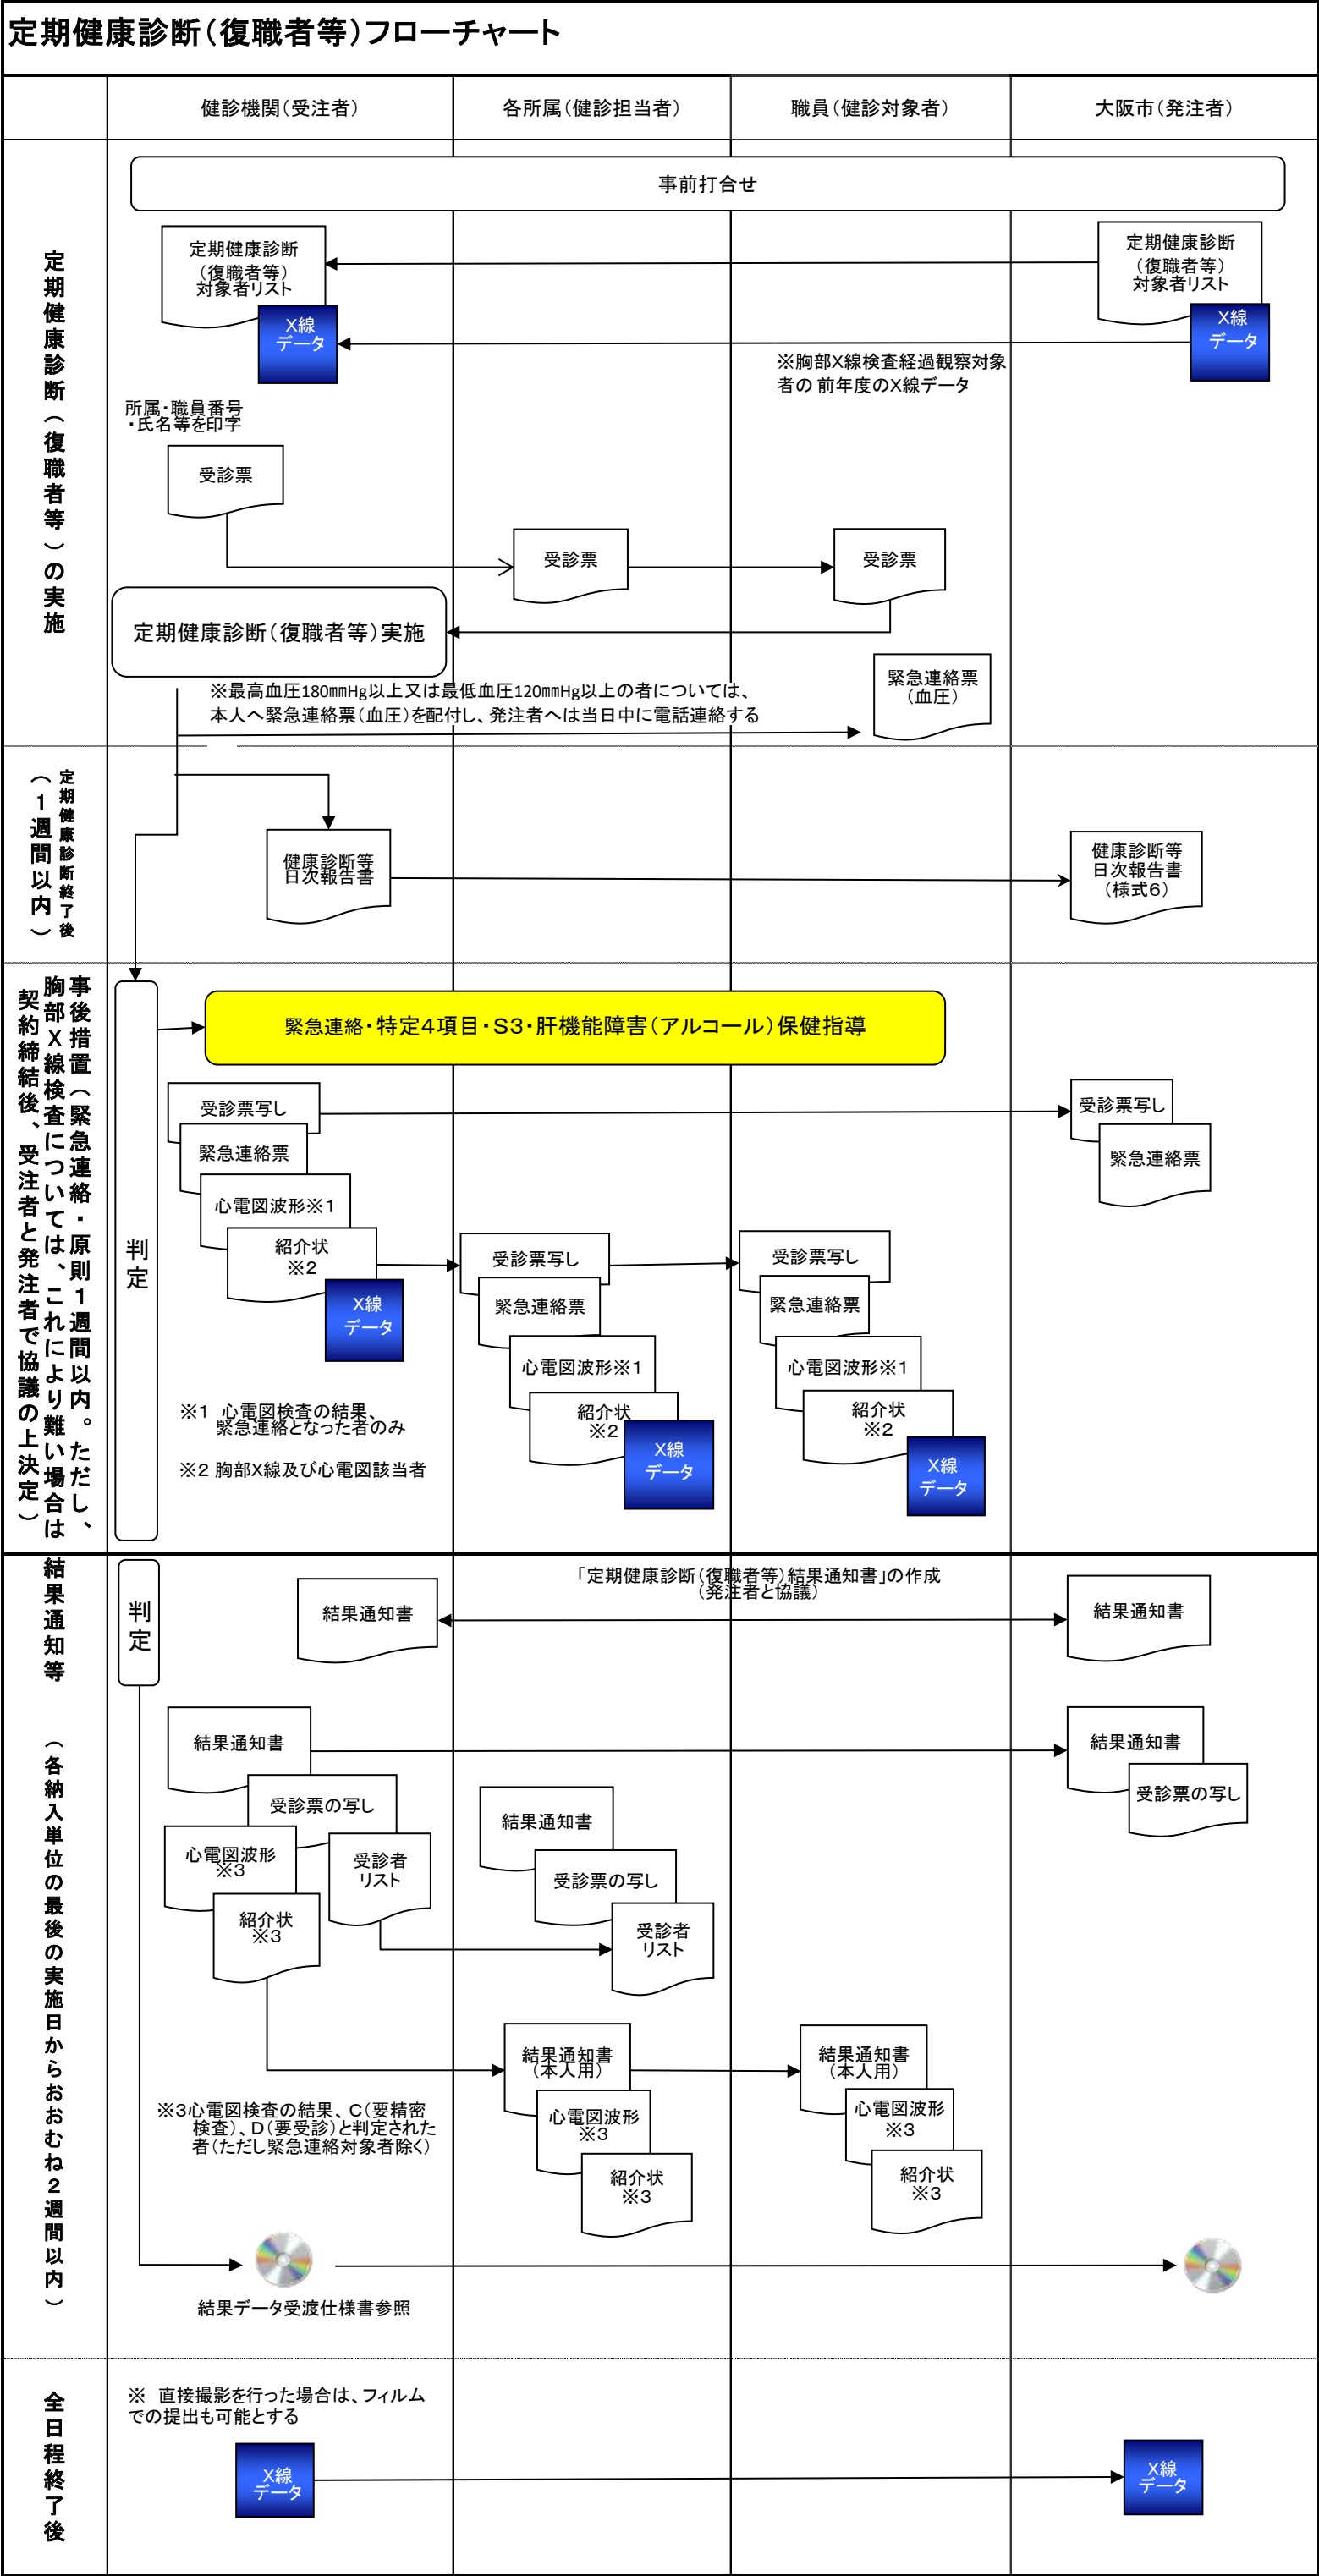 定期健康診断（復職者等）フローチャート
健診機関（受注者）
各所属（健診担当者）
職員（健診対象者）
大阪市（発注者）
定期健康診断（復職者等）の実施
事前打合せ
定期健康診断
（復職者等）
対象者リスト
X線
データ
定期健康診断
（復職者等）
対象者リスト
X線
データ
※胸部X線検査経過観察対象
者の 前年度のX線データ
所属・職員番号
・氏名等を印字
受診票
受診票
受診票
定期健康診断（復職者等）実施
緊急連絡票
（血圧）
※最高血圧180mmHg以上又は最低血圧120mmHg以上の者については、
本人へ緊急連絡票（血圧）を配付し、発注者へは当日中に電話連絡する
定期健康診断終了後
（１週間以内）
健康診断等
日次報告書
健康診断等
日次報告書
（様式6）
事後措置（緊急連絡・原則１週間以内。ただし、
胸部Ｘ線検査については、これにより難い場合は
契約締結後、受注者と発注者で協議の上決定）
判定
緊急連絡・特定4項目・S3・肝機能障害（アルコール）保健指導
受診票写し
緊急連絡票
心電図波形※1
紹介状
※2
X線
データ
受診票写し
緊急連絡票
心電図波形※1
紹介状
※2
X線
データ
受診票写し
緊急連絡票
心電図波形※1
紹介状
※2
X線
データ
受診票写し
緊急連絡票
※1　心電図検査の結果、
緊急連絡となった者のみ
※2 胸部X線及び心電図該当者
結果通知等
（各納入単位の最後の実施日からおおむね２週間以内）
判定
「定期健康診断（復職者等）結果通知書」の作成
（発注者と協議）
結果通知書
結果通知書
結果通知書
受診票の写し
心電図波形
※3
受診者
リスト
紹介状
※3
結果通知書
受診票の写し
受診者
リスト
結果通知書
受診票の写し
結果通知書
（本人用）
心電図波形
※3
紹介状
※3
結果通知書
（本人用）
心電図波形
※3
紹介状
※3
※3心電図検査の結果、C（要精密
検査）、D（要受診）と判定された
者（ただし緊急連絡対象者除く）
結果データ受渡仕様書参照
全日程終了後
※　直接撮影を行った場合は、フィルム
での提出も可能とする
X線
データ
X線
データ